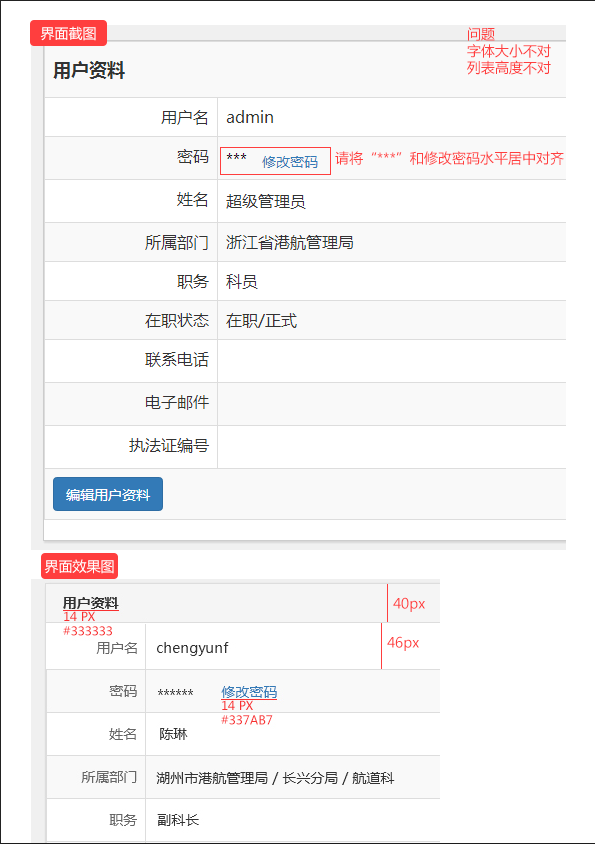 界面截图
问题
字体大小不对
列表高度不对
用户资料
用户名 admin
密码 *** 修改密码 请将“***”和修改密码水平居中对齐
姓名 超级管理员
所属部门 浙江省港航管理局
职务 科员
在职状态 在职/正式
联系电话
电子邮件
执法证编号
编辑用户资料
界面效果图
用户资料 40px
14 PX
#333333
用户名 chengyunf 46px
密码 ****** 修改密码
14 PX
#337AB7
姓名 陈琳
所属部门 湖州市港航管理局 / 长兴分局 / 航道科
职务 副科长